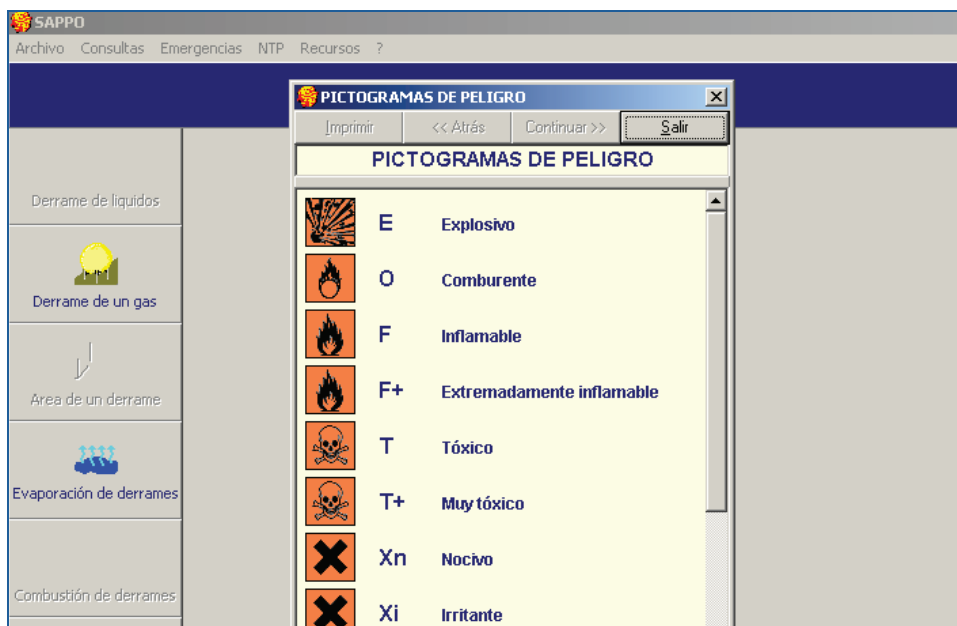 SAPPO
Archivo Consultas Emergencias NTP Recursos ?
PICTOGRAMAS DE PELIGRO
Imprimir << Atrás Continuar >> Salir
PICTOGRAMAS DE PELIGRO
Derrame de liquidos
Derrame de un gas
Area de un derrame
Evaporación de derrames
Combustión de derrames
E Explosivo
O Comburente
F Inflamable
F+ Extremadamente inflamable
T Tóxico
T+ Muy tóxico
Xn Nocivo
Xi Irritante